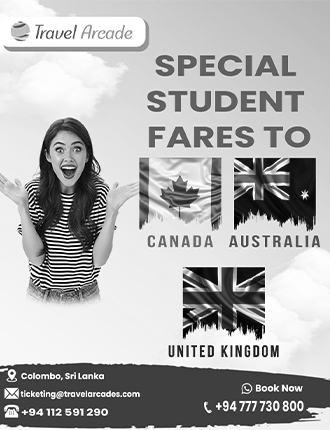 Travel Arcade
SPECIAL
STUDENT
FARES TO
CANADA AUSTRALIA
UNITED KINGDOM
Colombo, Sri Lanka
ticketing@travelarcades.com
+94 112 591 290
Book Now
+94 777 730 800